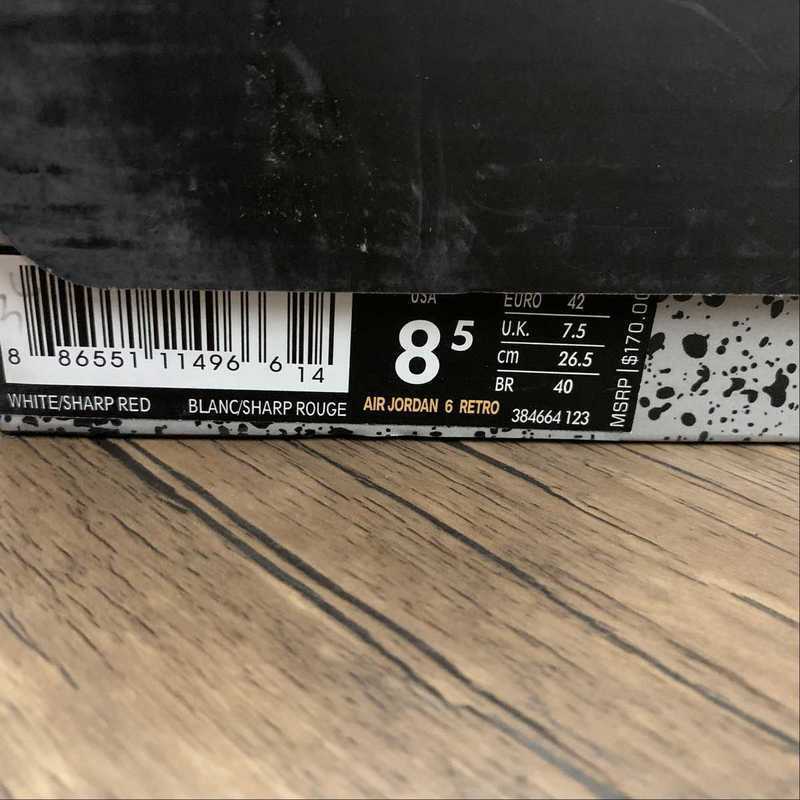 8 86551 11496 6 14
WHITE/SHARP RED BLANC/SHARP ROUGE
USA
8 5
AIR JORDAN 6 RETRO
EURO 42
U.K. 7.5
cm 26.5
BR 40
384664 123
MSRP $170.00